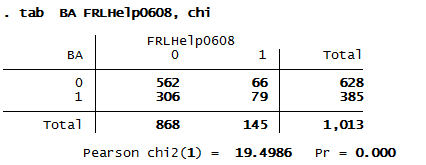 . tab BA FRLHelp0608, chi
FRLHelp0608
BA 0 1 Total
0 562 66 628
1 306 79 385
Total 868 145 1,013
Pearson chi2(1) = 19.4986 Pr = 0.000